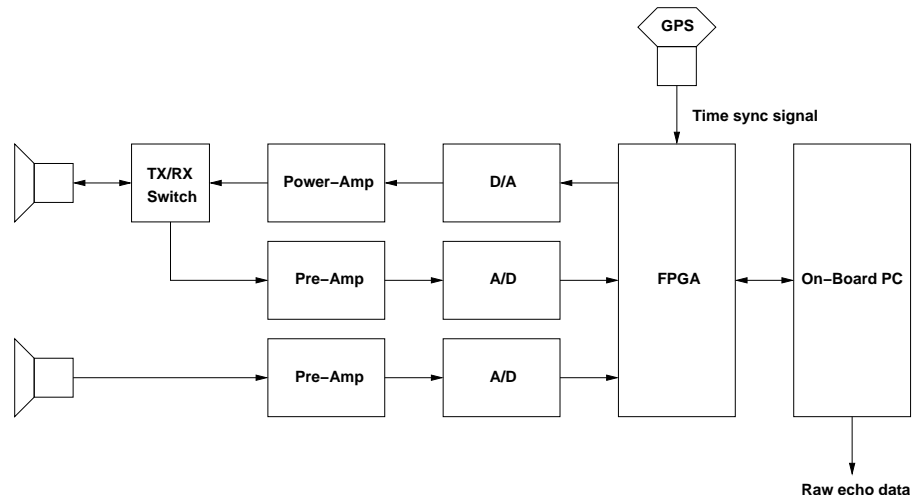 GPS
Time sync signal
TX/RX
Switch
Power−Amp
D/A
Pre−Amp
A/D
FPGA
On−Board PC
Pre−Amp
A/D
Raw echo data